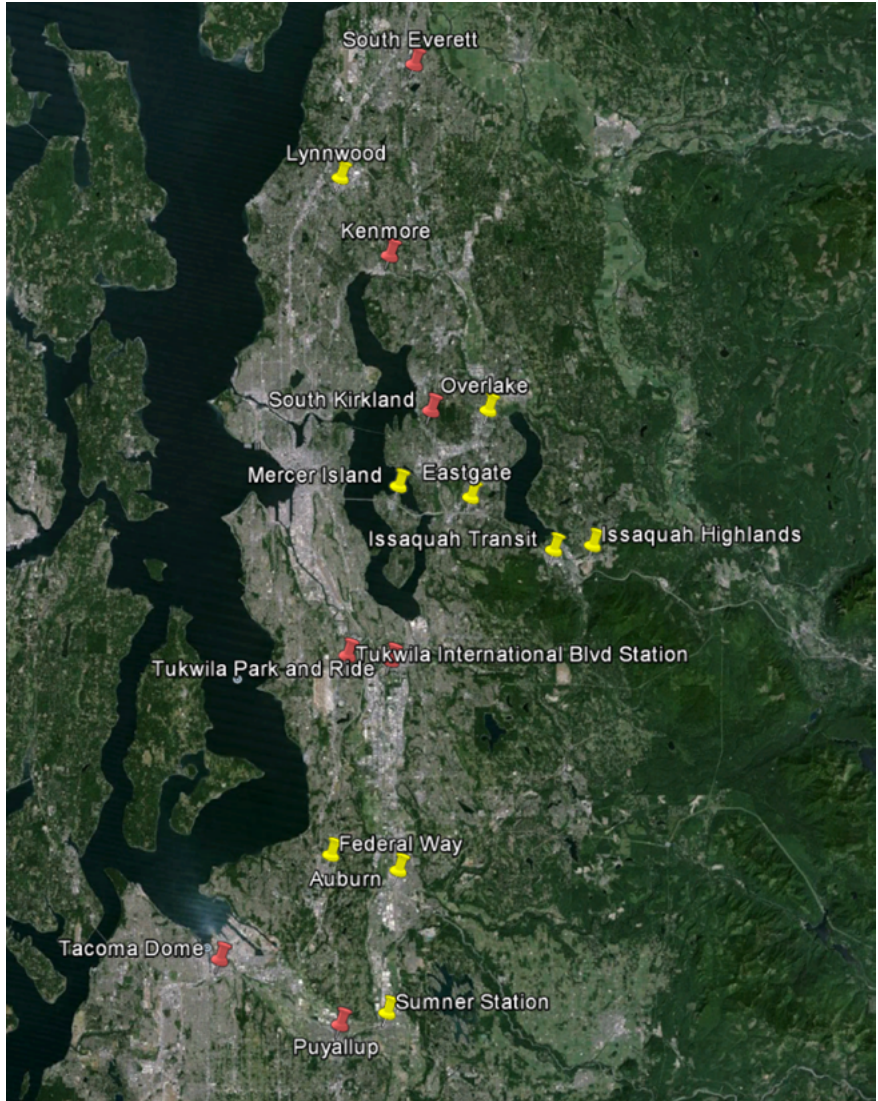 South Everett
Lynnwood
Kenmore
Overlake
South Kirkland
Mercer Island
Eastgate
Issaquah Transit
Issaquah Highlands
Tukwila International Blvd Station
Tukwila Park and Ride
Federal Way
Auburn
Tacoma Dome
Sumner Station
Puyallup